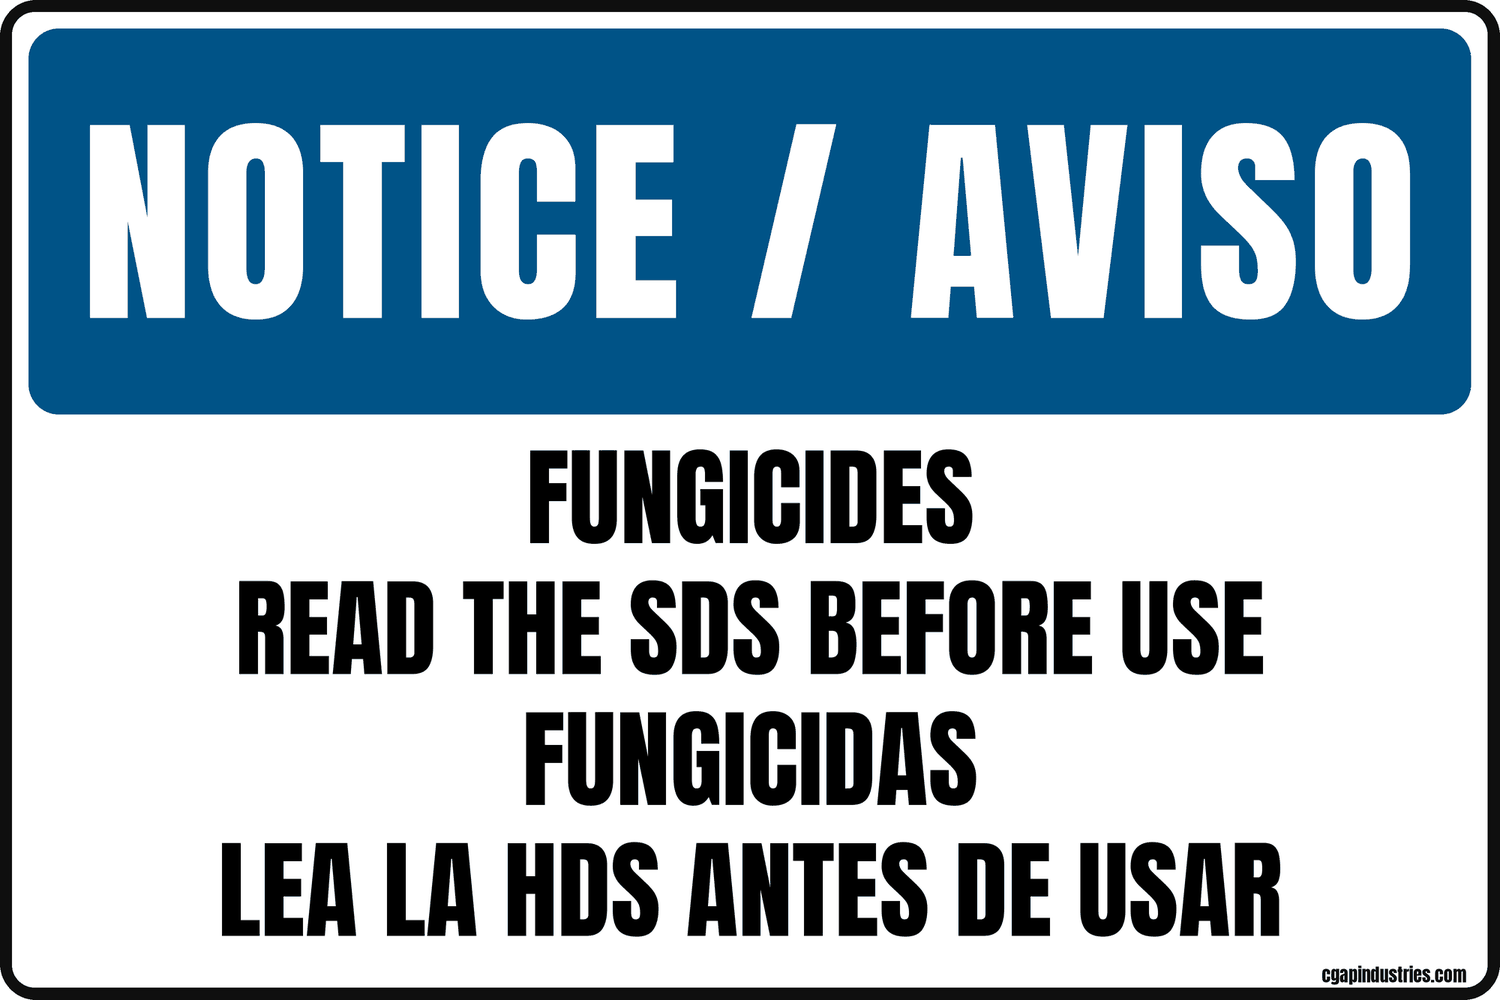 NOTICE / AVISO
FUNGICIDES
READ THE SDS BEFORE USE
FUNGICIDAS
LEA LA HDS ANTES DE USAR
cgapindustries.com